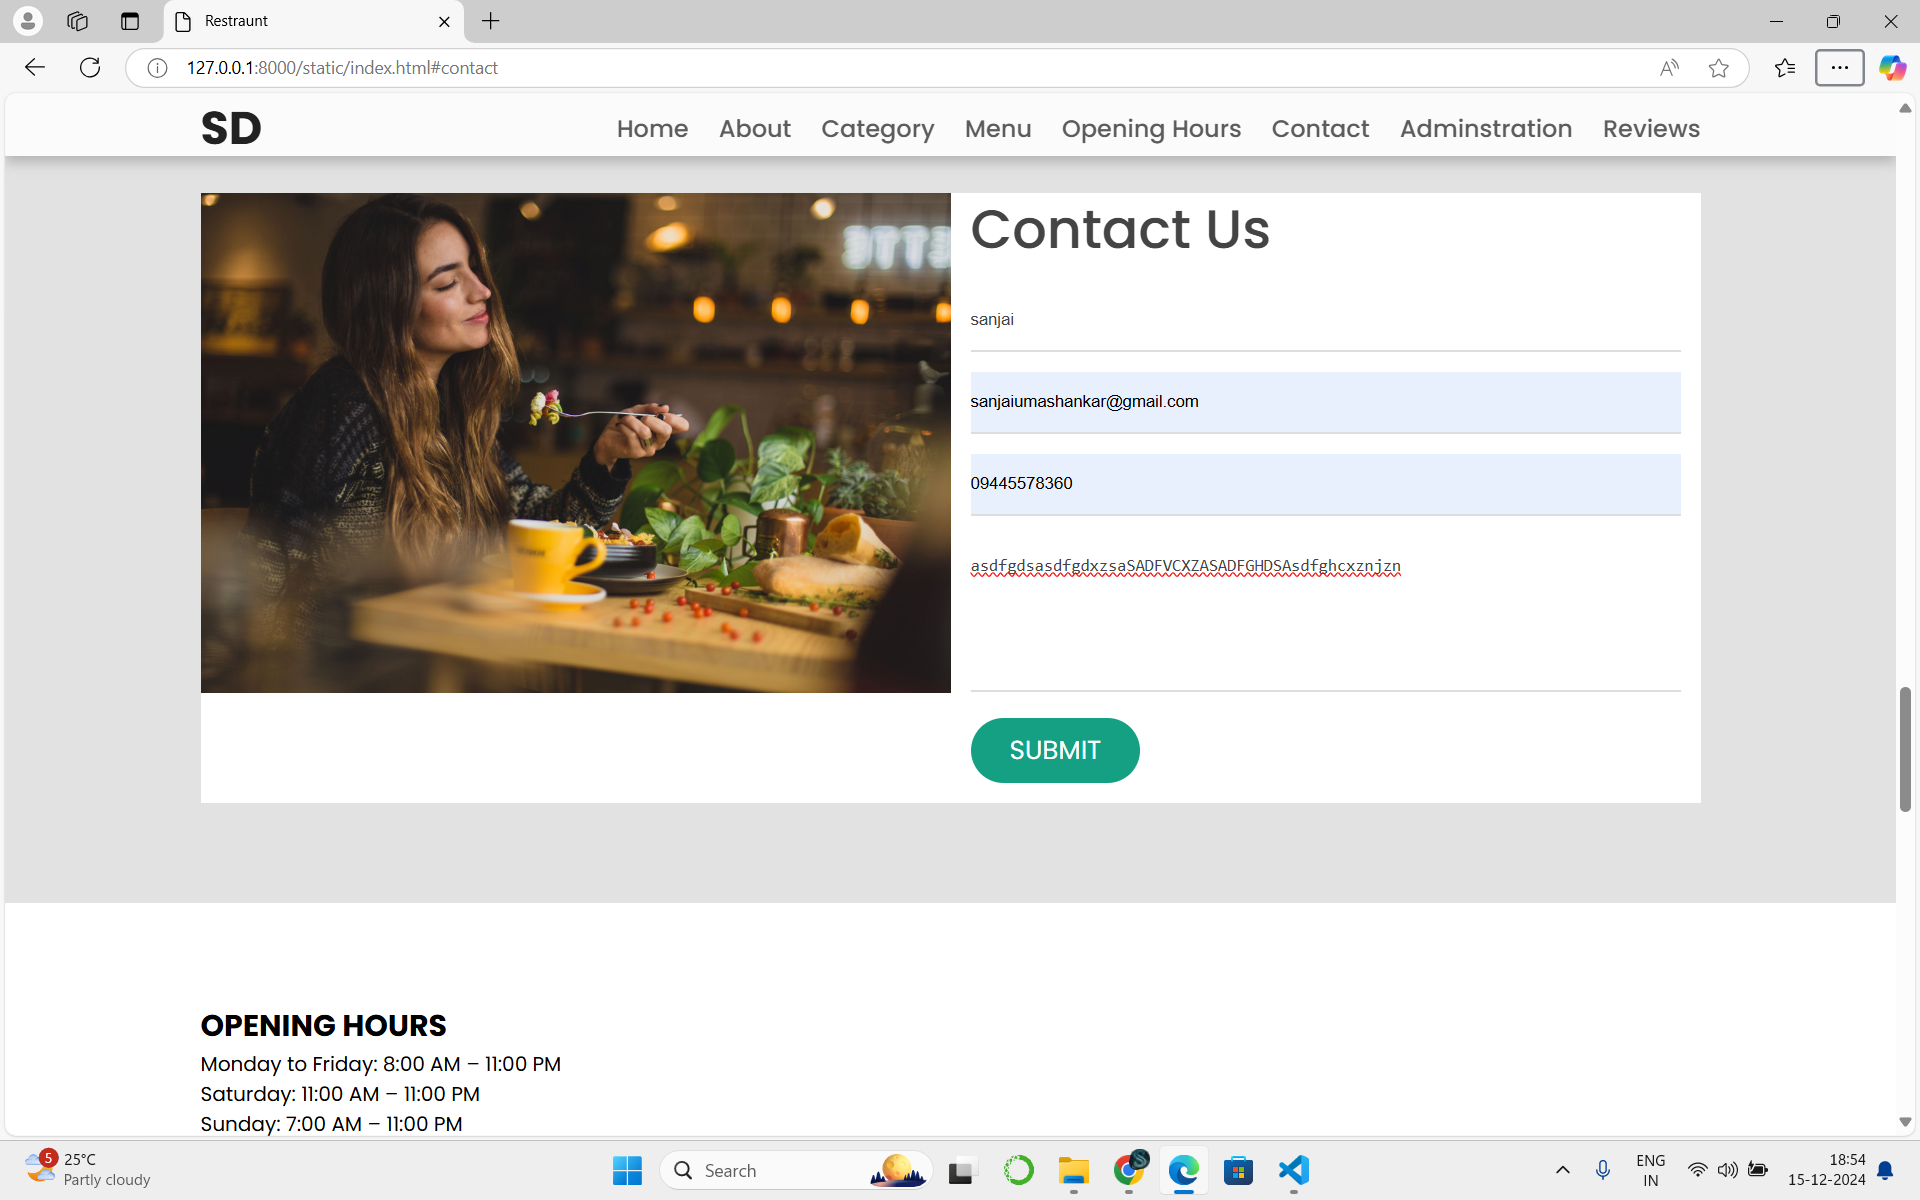 Restraunt
127.0.0.1:8000/static/index.html#contact
SD
Home About Category Menu Opening Hours Contact Adminstration Reviews
Contact Us
sanjai
sanjaiumashankar@gmail.com
09445578360
asdfgdsasdfgdxzsaSADFVCXZASADFGHDSAsdfghcxznjzn
SUBMIT
OPENING HOURS
Monday to Friday: 8:00 AM – 11:00 PM
Saturday: 11:00 AM – 11:00 PM
Sunday: 7:00 AM – 11:00 PM
5
25°C
Partly cloudy
Search
ENG
IN
18:54
15-12-2024